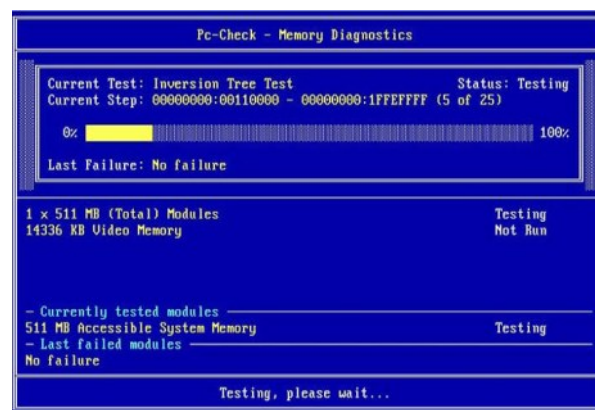 Pc-Check - Memory Diagnostics
Current Test: Inversion Tree Test Status: Testing
Current Step: 00000000:00110000 - 00000000:1FFEFFFF (5 of 25)
0% 100%
Last Failure: No failure
1 x 511 MB (Total) Modules Testing
14336 KB Video Memory Not Run
- Currently tested modules
511 MB Accessible System Memory Testing
- Last failed modules
No failure
Testing, please wait...